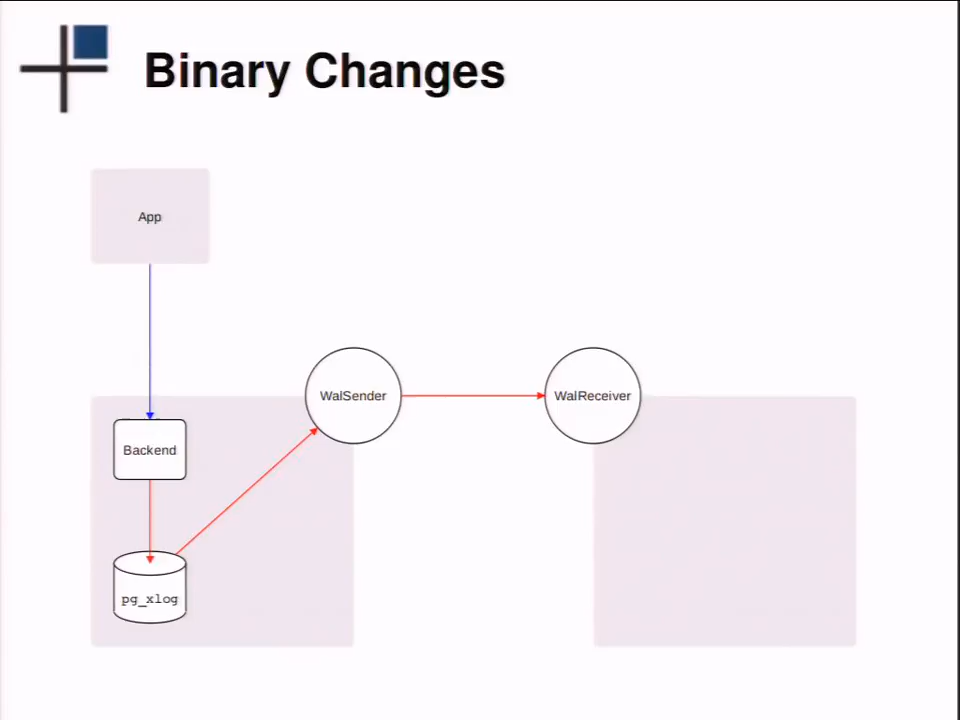 Binary Changes
App
WalSender
WalReceiver
Backend
pg_xlog